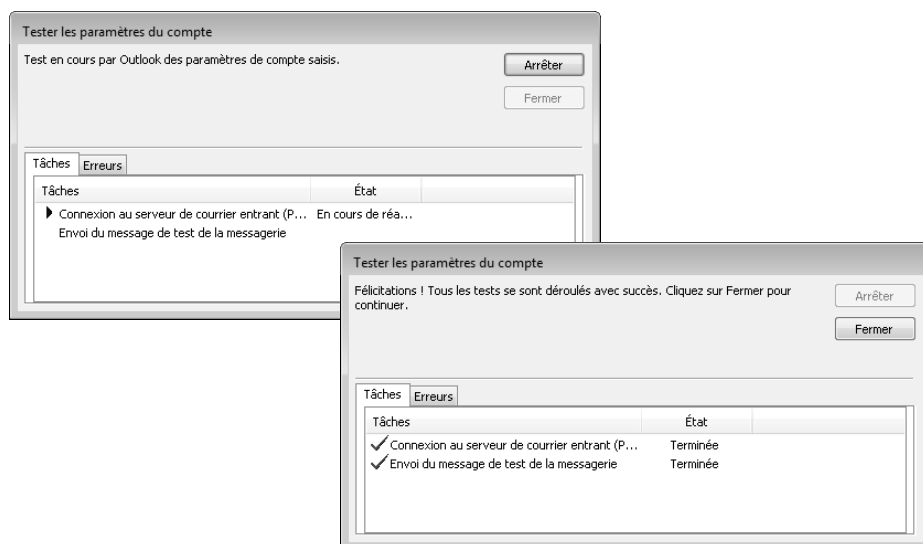 Tester les paramètres du compte
Test en cours par Outlook des paramètres de compte saisis.
Arrêter
Fermer
Tâches Erreurs
Tâches État
Connexion au serveur de courrier entrant (P... En cours de réa...
Envoi du message de test de la messagerie
Tester les paramètres du compte
Félicitations ! Tous les tests se sont déroulés avec succès. Cliquez sur Fermer pour
continuer.
Arrêter
Fermer
Tâches Erreurs
Tâches État
Connexion au serveur de courrier entrant (P... Terminée
Envoi du message de test de la messagerie Terminée